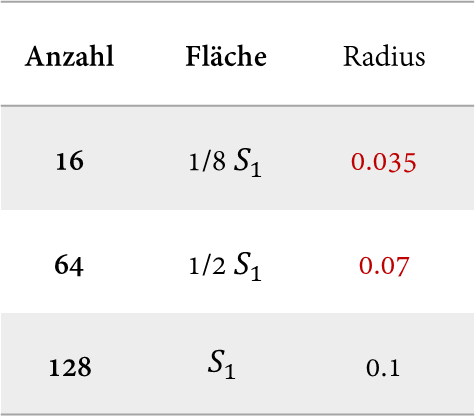 Anzahl Fläche Radius
16 1/8 S₁ 0.035
64 1/2 S₁ 0.07
128 S₁ 0.1